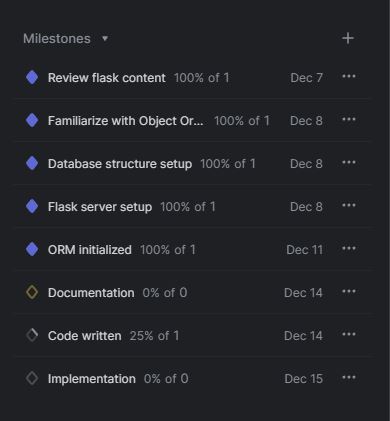 Milestones
Review flask content 100% of 1 Dec 7
Familiarize with Object Or... 100% of 1 Dec 8
Database structure setup 100% of 1 Dec 8
Flask server setup 100% of 1 Dec 8
ORM initialized 100% of 1 Dec 11
Documentation 0% of 0 Dec 14
Code written 25% of 1 Dec 14
Implementation 0% of 0 Dec 15